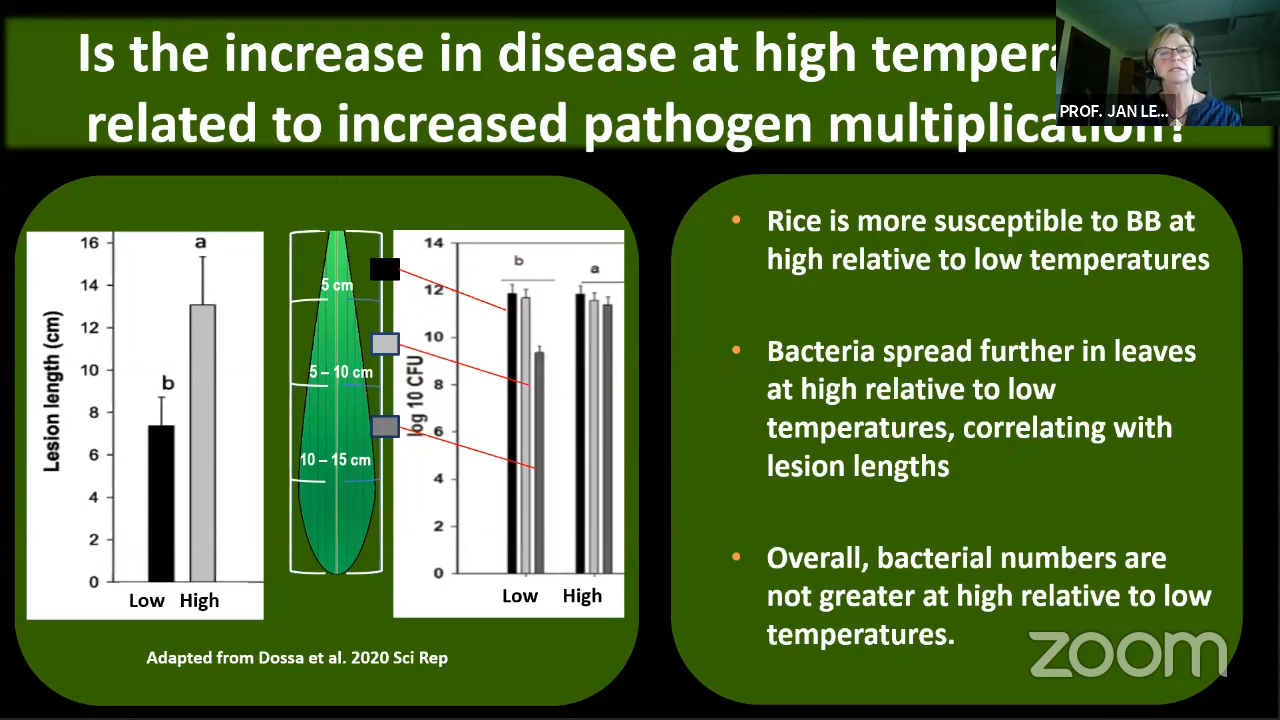 Is the increase in disease at high tempera
related to increased pathogen multiplication?
PROF. JAN LE...
16
14
12
10
8
6
4
2
0
Lesion length (cm)
a
b
Low High
5 cm
5 – 10 cm
10 – 15 cm
14
12
10
8
6
4
2
0
log 10 CFU
b
a
Low High
Adapted from Dossa et al. 2020 Sci Rep
• Rice is more susceptible to BB at
high relative to low temperatures
• Bacteria spread further in leaves
at high relative to low
temperatures, correlating with
lesion lengths
• Overall, bacterial numbers are
not greater at high relative to low
temperatures.
zoom